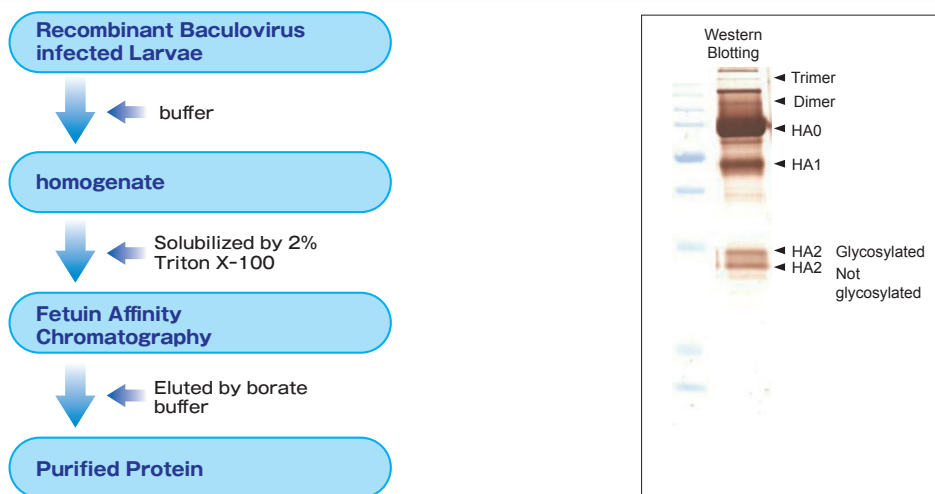 Recombinant Baculovirus
infected Larvae
buffer
homogenate
Solubilized by 2%
Triton X-100
Fetuin Affinity
Chromatography
Eluted by borate
buffer
Purified Protein
Western
Blotting
Trimer
Dimer
HA0
HA1
HA2 Glycosylated
HA2 Not
glycosylated